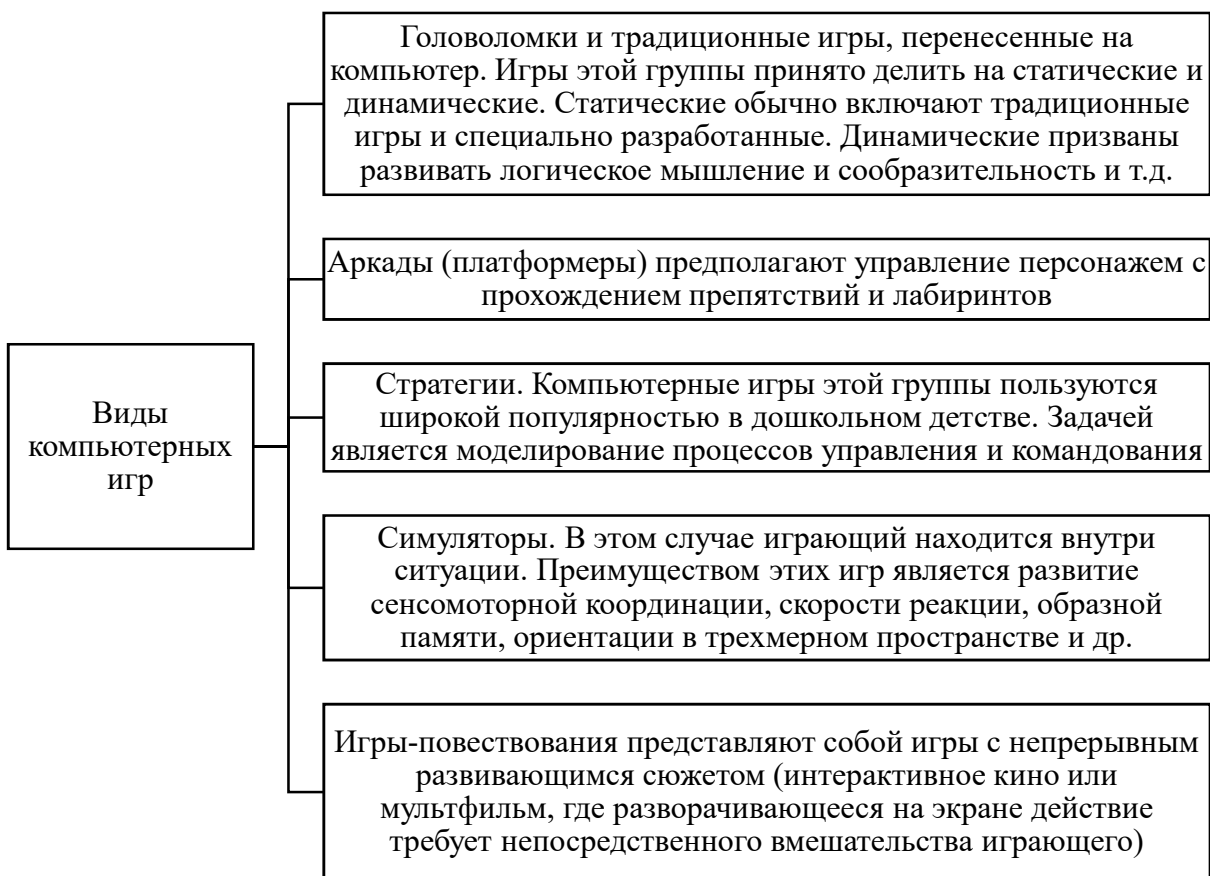 Головоломки и традиционные игры, перенесенные на
компьютер. Игры этой группы принято делить на статические и
динамические. Статические обычно включают традиционные
игры и специально разработанные. Динамические призваны
развивать логическое мышление и сообразительность и т.д.
Аркады (платформеры) предполагают управление персонажем с
прохождением препятствий и лабиринтов
Виды
компьютерных
игр
Стратегии. Компьютерные игры этой группы пользуются
широкой популярностью в дошкольном детстве. Задачей
является моделирование процессов управления и командования
Симуляторы. В этом случае играющий находится внутри
ситуации. Преимуществом этих игр является развитие
сенсомоторной координации, скорости реакции, образной
памяти, ориентации в трехмерном пространстве и др.
Игры-повествования представляют собой игры с непрерывным
развивающимся сюжетом (интерактивное кино или
мультфильм, где разворачивающееся на экране действие
требует непосредственного вмешательства играющего)